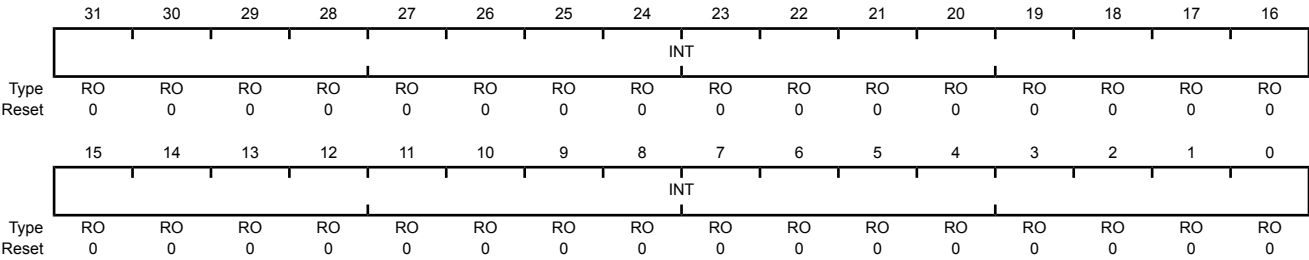 31 30 29 28 27 26 25 24 23 22 21 20 19 18 17 16
INT
Type RO RO RO RO RO RO RO RO RO RO RO RO RO RO RO RO
Reset 0 0 0 0 0 0 0 0 0 0 0 0 0 0 0 0
15 14 13 12 11 10 9 8 7 6 5 4 3 2 1 0
INT
Type RO RO RO RO RO RO RO RO RO RO RO RO RO RO RO RO
Reset 0 0 0 0 0 0 0 0 0 0 0 0 0 0 0 0